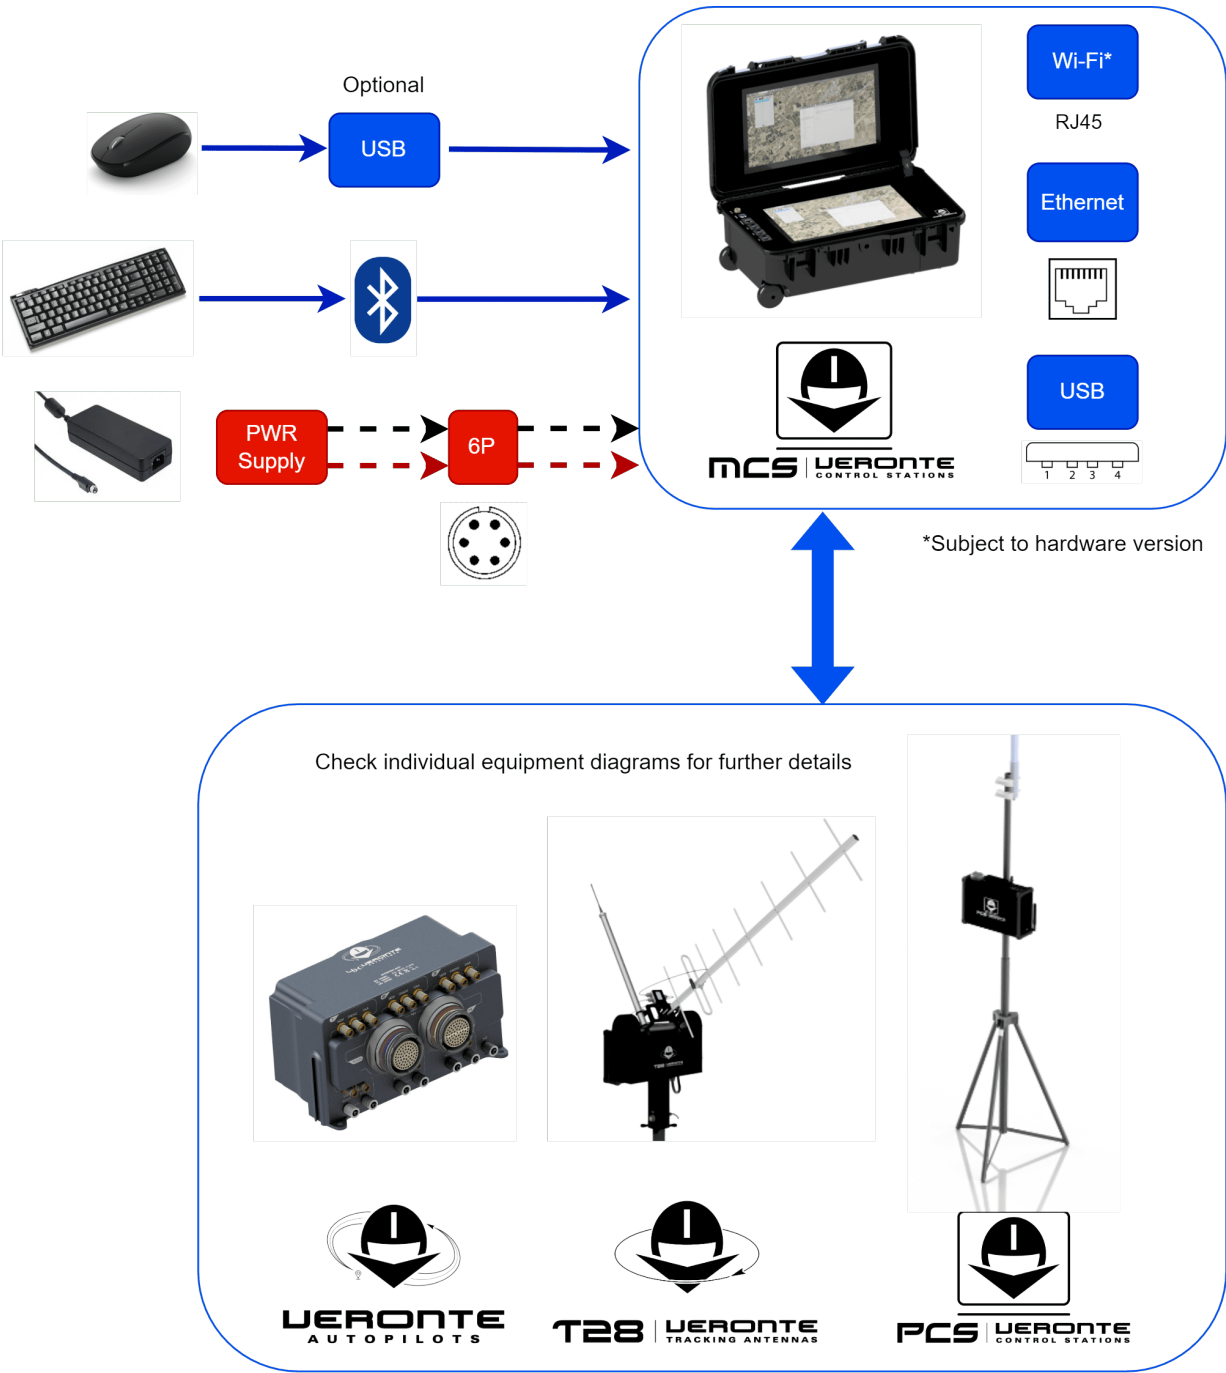 Optional
USB
Wi-Fi*
RJ45
Ethernet
PWR
Supply
6P
USB
1 2 3 4
MCS | VERONTE
CONTROL STATIONS
*Subject to hardware version
Check individual equipment diagrams for further details
VERONTE
AUTOPILOTS
T28 | VERONTE
TRACKING ANTENNAS
PCS | VERONTE
CONTROL STATIONS